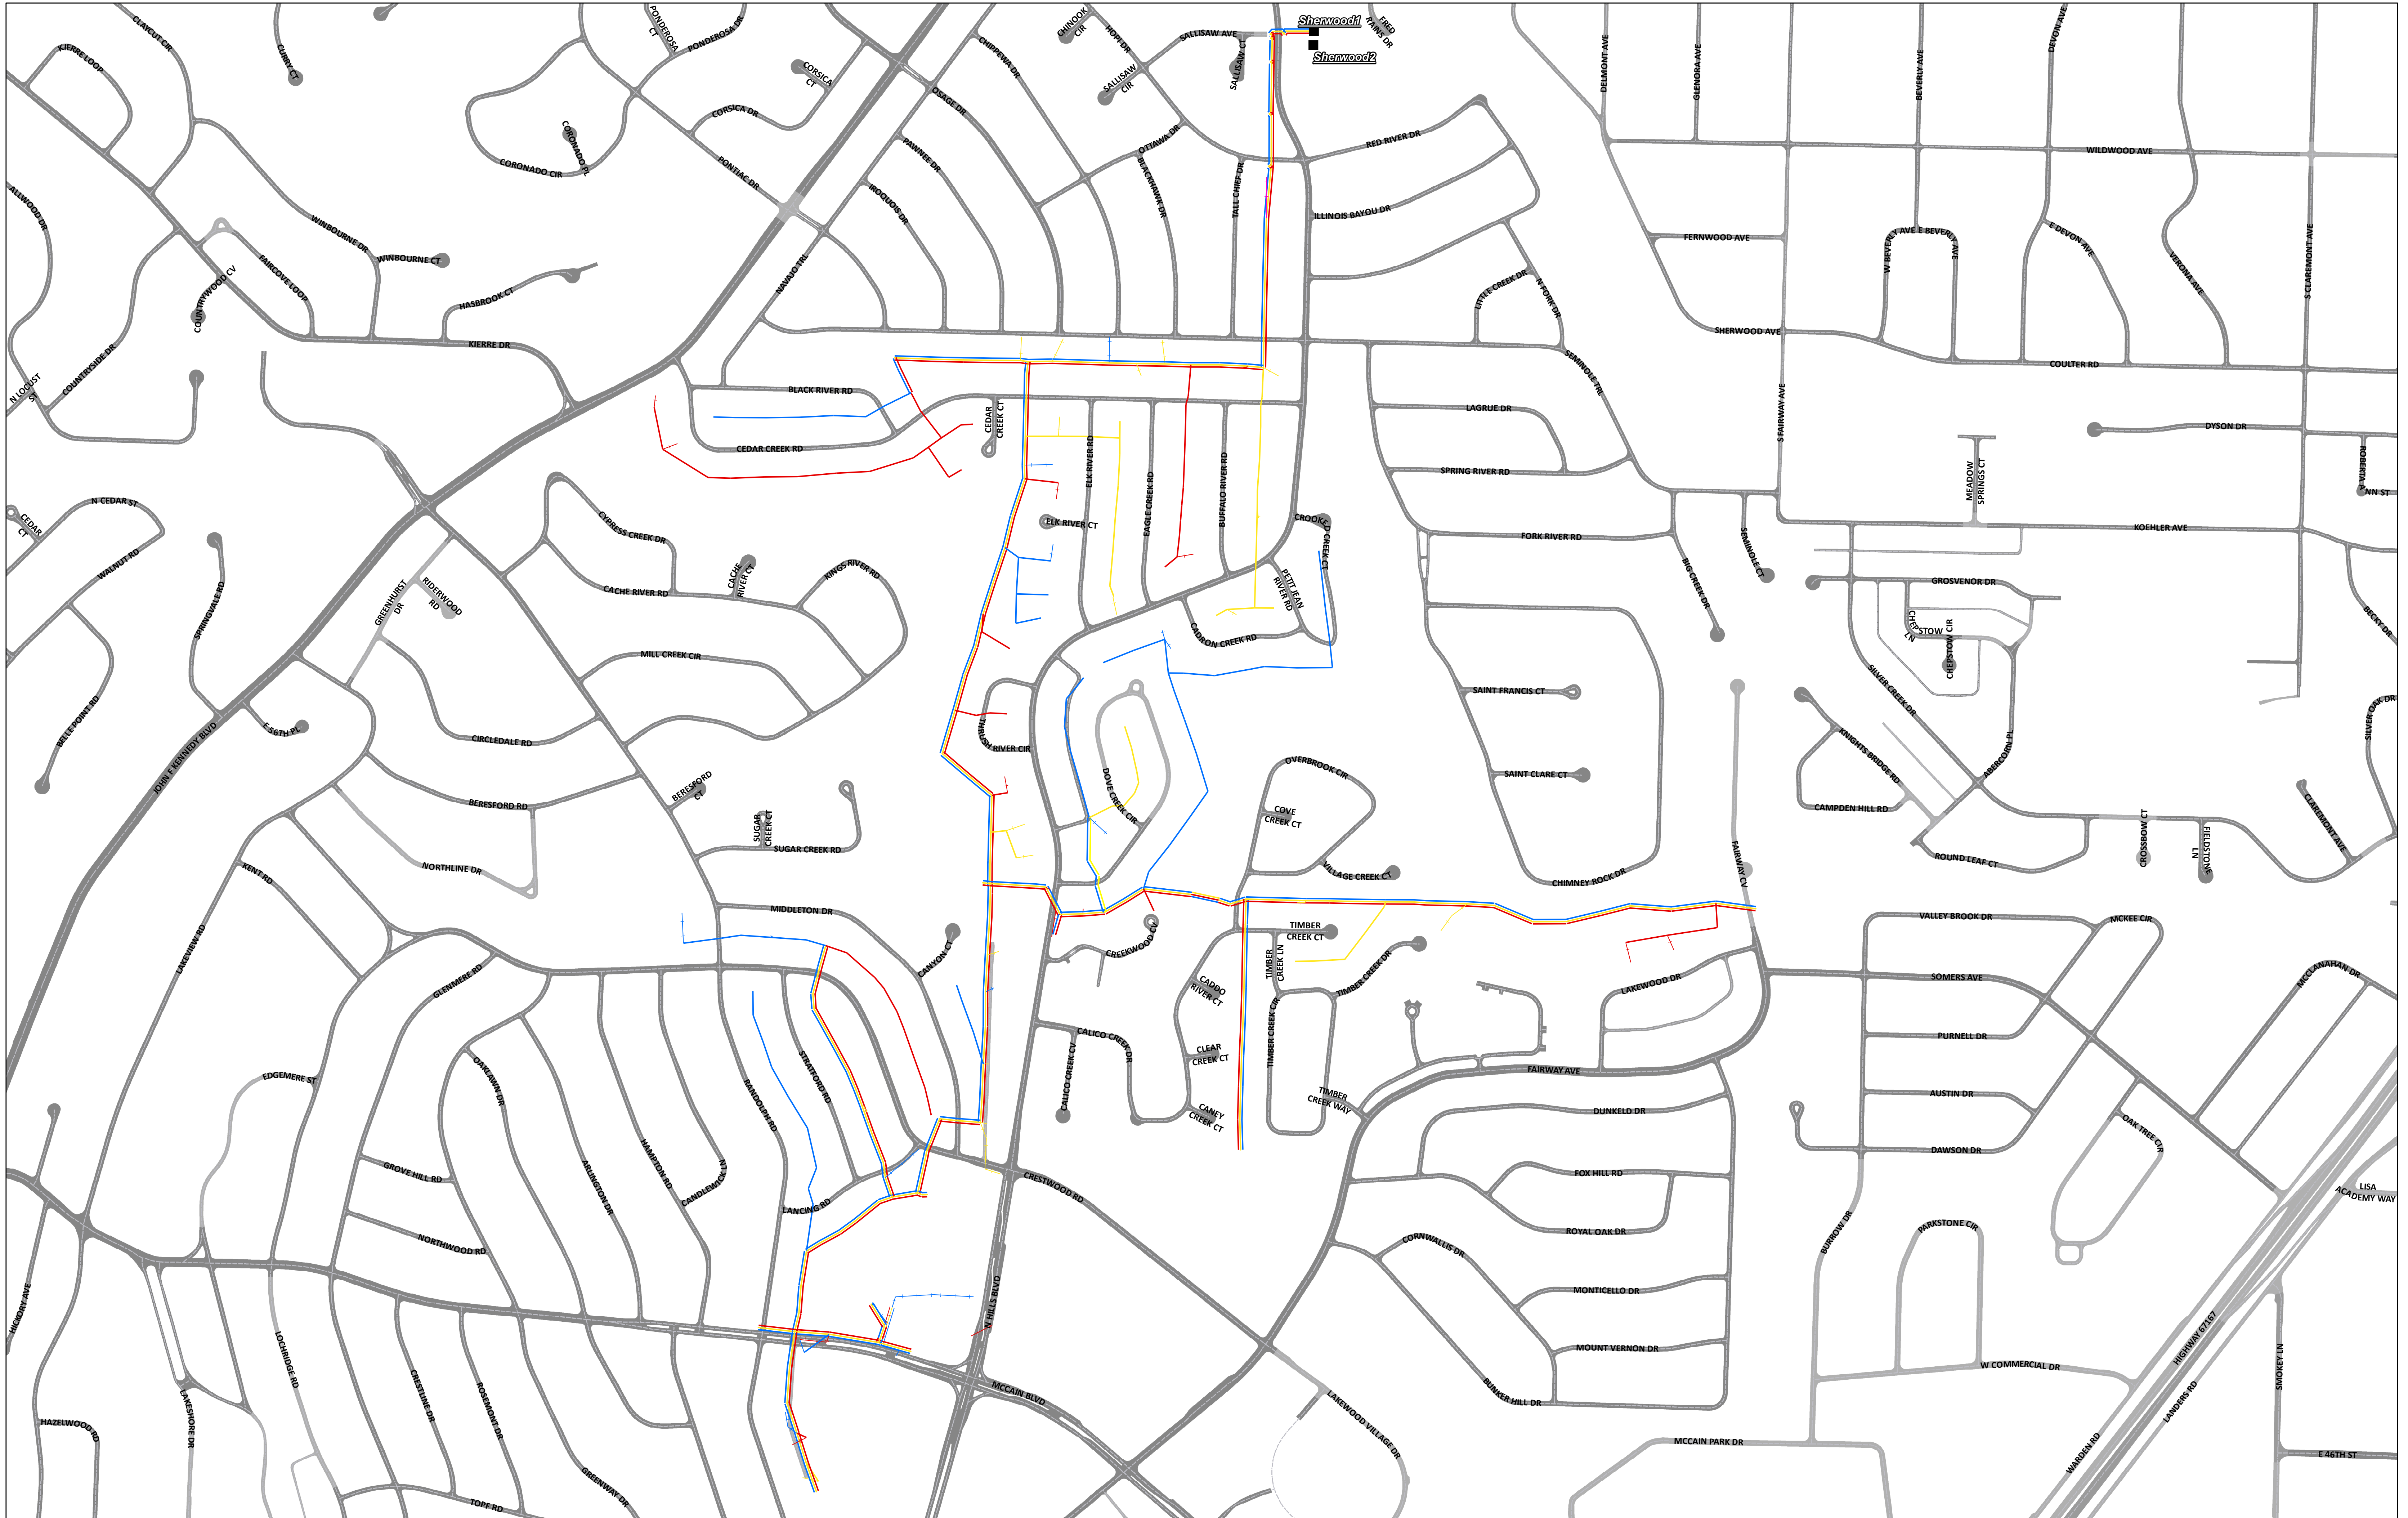 Sherwood1
Sherwood2
CLAYCUT CIR
KIERRE LOOP
CURRY CT
PONDEROSA
CT
PONDEROSA DR
CHINOOK
CIR
HOPI DR
SALLISAW AVE
SALLISAW CT
SALLISAW
CIR
FRED
RAINS DR
CHIPPEWA DR
CORSICA
CT
CORSICA DR
OSAGE DR
CORONADO PL
CORONADO CIR
PONTIAC DR
PAWNEE DR
IROQUOIS DR
OTTAWA DR
BLACKHAWK DR
TALL CHIEF DR
RED RIVER DR
ILLINOIS BAYOU DR
DELMONT AVE
GLENORA AVE
BEVERLY AVE
DEVON AVE
WILDWOOD AVE
FERNWOOD AVE
W BEVERLY AVE
E BEVERLY AVE
E DEVON AVE
VERONA AVE
S CLAREMONT AVE
ALLWOOD DR
WINBOURNE DR
WINBOURNE CT
FAIRCOVE LOOP
COUNTRYWOOD CV
HASBROOK CT
NAVAJO TRL
LITTLE CREEK DR
N FORK DR
SHERWOOD AVE
COULTER RD
KIERRE DR
COUNTRYSIDE DR
N LOCUST
ST
BLACK RIVER RD
CEDAR CREEK RD
CEDAR
CREEK CT
SEMINOLE TRL
LAGRUE DR
S FAIRWAY AVE
DYSON DR
ROBERTA A
NN ST
SPRING RIVER RD
MEADOW
SPRINGS CT
ELK RIVER RD
EAGLE CREEK RD
BUFFALO RIVER RD
N CEDAR ST
CEDAR
CT
WALNUT RD
CYPRESS CREEK DR
ELK RIVER CT
CROOKED CREEK CT
FORK RIVER RD
SEMINOLE CT
KOEHLER AVE
CACHE
RIVER CT
CACHE RIVER RD
KINGS RIVER RD
GREENHURST
DR
RIDERWOOD
RD
SPRINGVALE RD
PETIT JEAN
RIVER RD
BIG CREEK DR
GROSVENOR DR
CADRON CREEK RD
CHEPSTOW
LN
CHEPSTOW CIR
BECKY DR
MILL CREEK CIR
BELLE POINT RD
E 56TH PL
CIRCLEDALE RD
THRUSH RIVER CIR
SAINT FRANCIS CT
SILVER CREEK DR
SILVER OAK DR
JOHN F KENNEDY BLVD
KNIGHTS BRIDGE RD
ABERCORN PL
OVERBROOK CIR
SAINT CLARE CT
DOVE CREEK CIR
BERESFORD
CT
BERESFORD RD
COVE
CREEK CT
CAMPDEN HILL RD
SUGAR
CREEK CT
SUGAR CREEK RD
CROSSBOW CT
FIELDSTONE
LN
CLAREMONT AVE
NORTHLINE DR
KENT RD
VILLAGE CREEK CT
CHIMNEY ROCK DR
FAIRWAY CV
ROUND LEAF CT
MIDDLETON DR
LAKEVIEW RD
CANYON CT
CREEKWOOD CV
TIMBER
CREEK CT
TIMBER
CREEK LN
VALLEY BROOK DR
MCKEE CIR
GLENMERE RD
CADDO
RIVER CT
TIMBER CREEK DR
LAKEWOOD DR
SOMERS AVE
MCCLANAHAN DR
CALICO CREEK DR
CLEAR
CREEK CT
TIMBER CREEK CIR
PURNELL DR
EDGEMERE ST
OAKLAWN DR
STRATFORD RD
RANDOLPH RD
CALICO CREEK CV
CANEY
CREEK CT
TIMBER
CREEK WAY
FAIRWAY AVE
DUNKELD DR
AUSTIN DR
OAK TREE CIR
DAWSON DR
GROVE HILL RD
ARLINGTON DR
HAMPTON RD
CANDLEWICK LN
LANCING RD
CRESTWOOD RD
FOX HILL RD
LISA
ACADEMY WAY
NORTHWOOD RD
ROYAL OAK DR
CORNWALLIS DR
BURROW DR
PARKSTONE CIR
HICKORY AVE
N HILLS BLVD
MONTICELLO DR
LOCHRIDGE RD
HIGHWAY 67167
MOUNT VERNON DR
W COMMERCIAL DR
SMOKEY LN
CRESTLINE DR
ROSEMONT DR
MCCAIN BLVD
BUNKER HILL DR
LANDERS RD
LAKESHORE DR
HAZELWOOD RD
LAKEWOOD VILLAGE DR
MCCAIN PARK DR
WARDEN RD
E 46TH ST
GREENWAY DR
TOPF RD